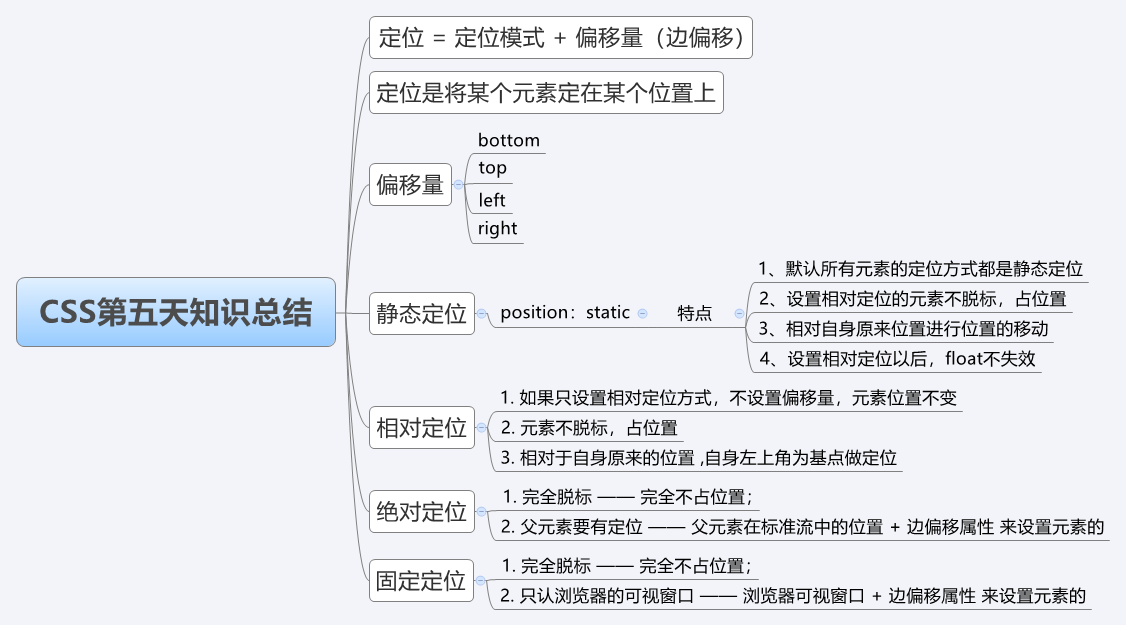 CSS第五天知识总结
定位 = 定位模式 + 偏移量（边偏移）
定位是将某个元素定在某个位置上
偏移量
bottom
top
left
right
静态定位
position：static
特点
1、默认所有元素的定位方式都是静态定位
2、设置相对定位的元素不脱标，占位置
3、相对自身原来位置进行位置的移动
4、设置相对定位以后，float不失效
相对定位
1. 如果只设置相对定位方式，不设置偏移量，元素位置不变
2. 元素不脱标，占位置
3. 相对于自身原来的位置 ,自身左上角为基点做定位
绝对定位
1. 完全脱标 —— 完全不占位置；
2. 父元素要有定位 —— 父元素在标准流中的位置 + 边偏移属性 来设置元素的
固定定位
1. 完全脱标 —— 完全不占位置；
2. 只认浏览器的可视窗口 —— 浏览器可视窗口 + 边偏移属性 来设置元素的